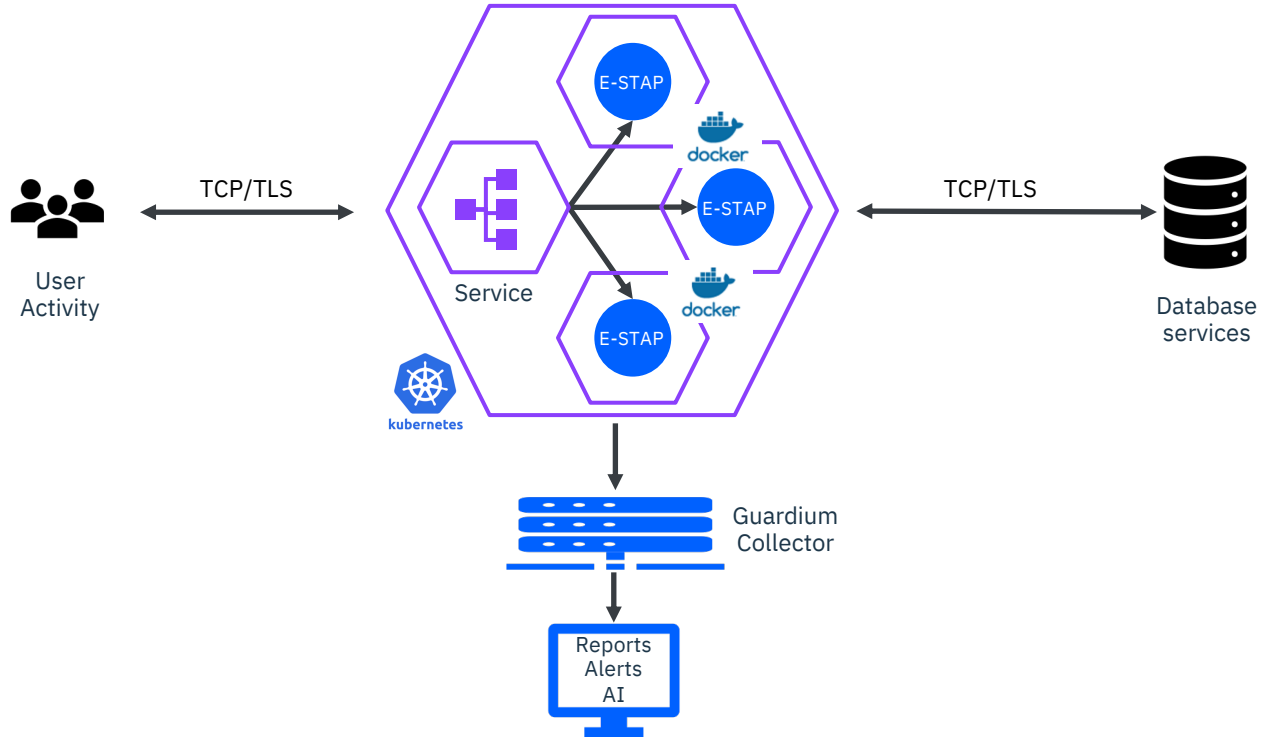 E-STAP
docker
TCP/TLS
TCP/TLS
E-STAP
User
Activity
Service
docker
Database
services
E-STAP
kubernetes
Guardium
Collector
Reports
Alerts
AI